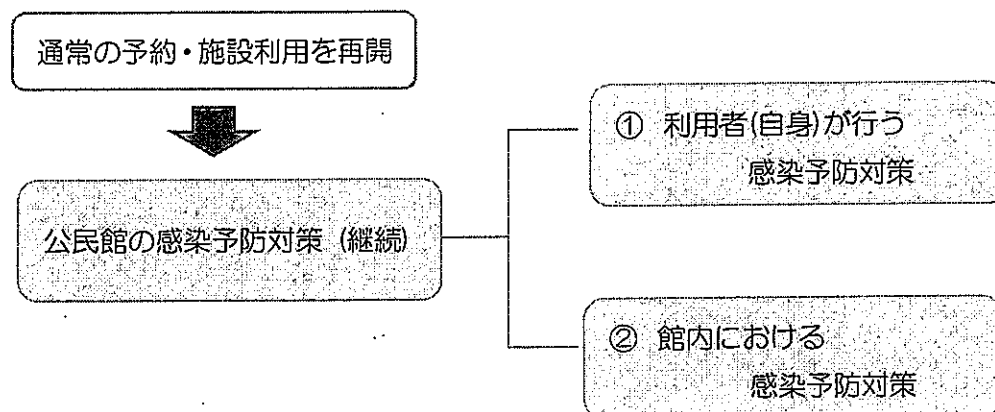 通常の予約・施設利用を再開
公民館の感染予防対策(継続)
① 利用者(自身)が行う
感染予防対策
② 館内における
感染予防対策